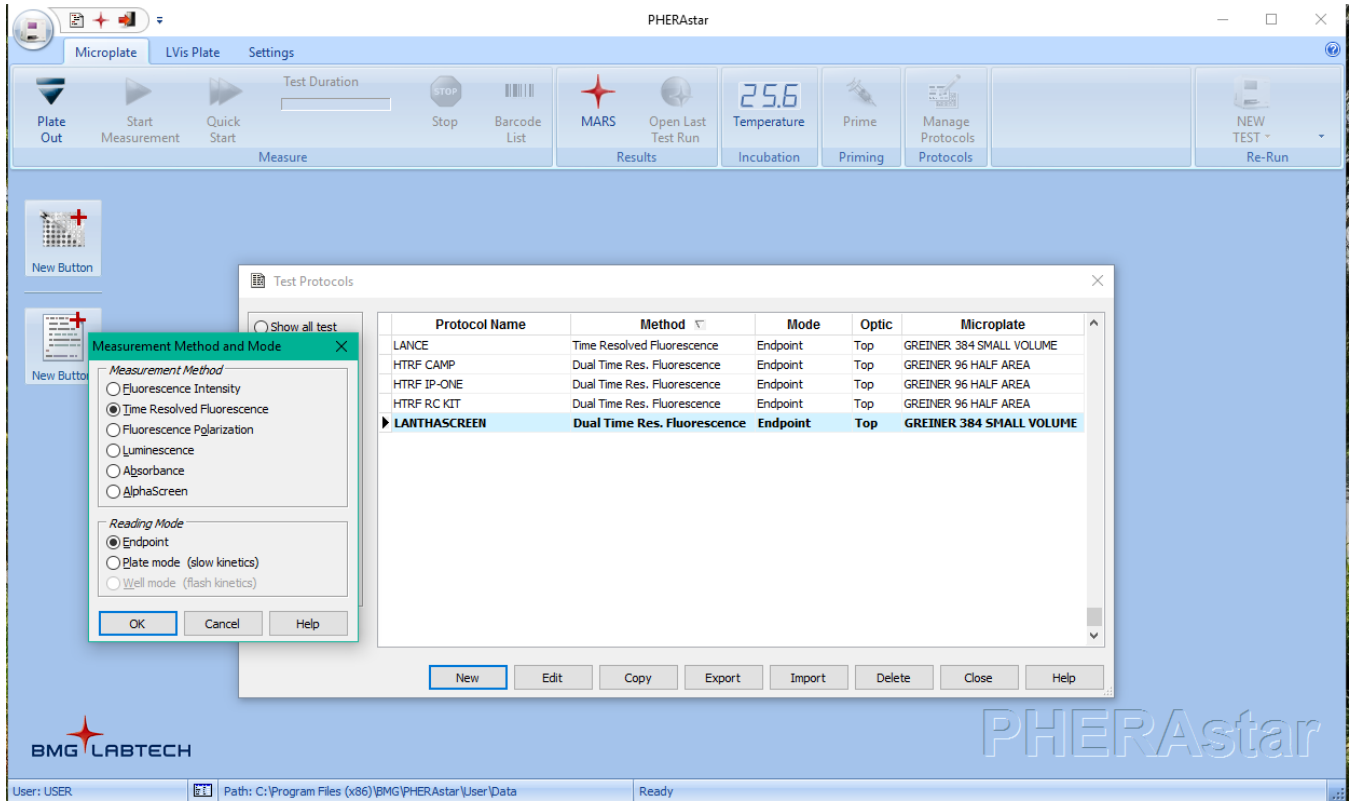 PHERAstar
Microplate LVis Plate Settings
Plate Out
Start Measurement
Quick Start
Test Duration
STOP
Stop
Barcode List
Measure
MARS
Open Last Test Run
Results
25.6
Temperature
Incubation
Prime
Priming
Manage Protocols
Protocols
NEW TEST
Re-Run
New Button
New Button
Test Protocols
Show all test
Protocol Name Method Mode Optic Microplate
LANCE Time Resolved Fluorescence Endpoint Top GREINER 384 SMALL VOLUME
HTRF CAMP Dual Time Res. Fluorescence Endpoint Top GREINER 96 HALF AREA
HTRF IP-ONE Dual Time Res. Fluorescence Endpoint Top GREINER 96 HALF AREA
HTRF RC KIT Dual Time Res. Fluorescence Endpoint Top GREINER 96 HALF AREA
LANTHASCREEN Dual Time Res. Fluorescence Endpoint Top GREINER 384 SMALL VOLUME
New Edit Copy Export Import Delete Close Help
Measurement Method and Mode
Measurement Method
Fluorescence Intensity
Time Resolved Fluorescence
Fluorescence Polarization
Luminescence
Absorbance
AlphaScreen
Reading Mode
Endpoint
Plate mode (slow kinetics)
Well mode (flash kinetics)
OK Cancel Help
BMG LABTECH
PHERAstar
User: USER Path: C:\Program Files (x86)\BMG\PHERAstar\User\Data Ready